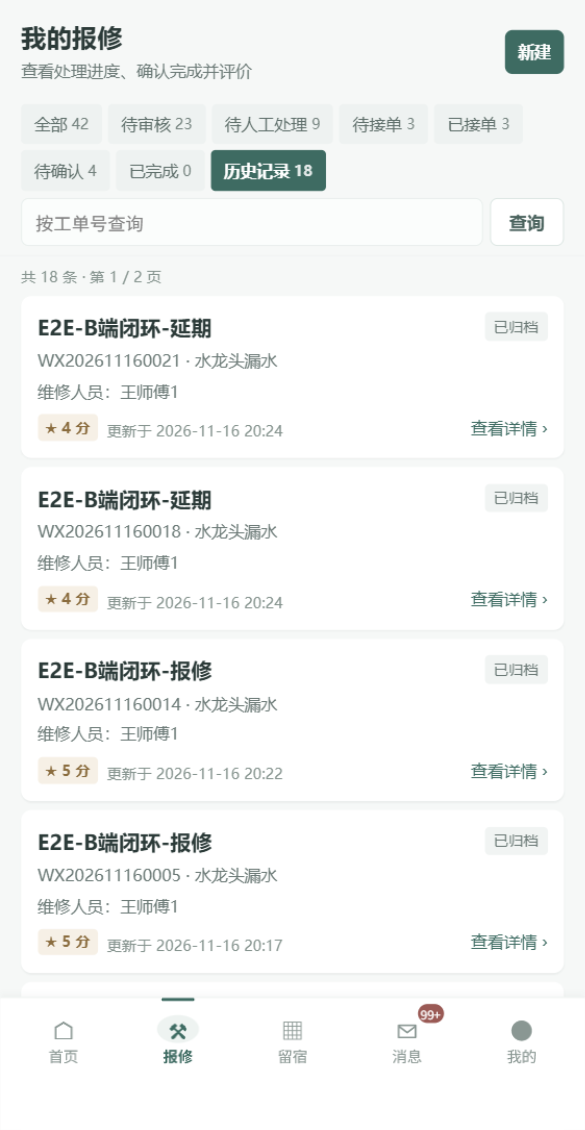 我的报修
查看处理进度、确认完成并评价
新建
全部 42
待审核 23
待人工处理 9
待接单 3
已接单 3
待确认 4
已完成 0
历史记录 18
按工单号查询
查询
共 18 条 · 第 1 / 2 页
E2E-B端闭环-延期
已归档
WX202611160021 · 水龙头漏水
维修人员：王师傅1
★ 4 分 更新于 2026-11-16 20:24
查看详情 ›
E2E-B端闭环-延期
已归档
WX202611160018 · 水龙头漏水
维修人员：王师傅1
★ 4 分 更新于 2026-11-16 20:24
查看详情 ›
E2E-B端闭环-报修
已归档
WX202611160014 · 水龙头漏水
维修人员：王师傅1
★ 5 分 更新于 2026-11-16 20:22
查看详情 ›
E2E-B端闭环-报修
已归档
WX202611160005 · 水龙头漏水
维修人员：王师傅1
★ 5 分 更新于 2026-11-16 20:17
查看详情 ›
99+
首页
报修
留宿
消息
我的